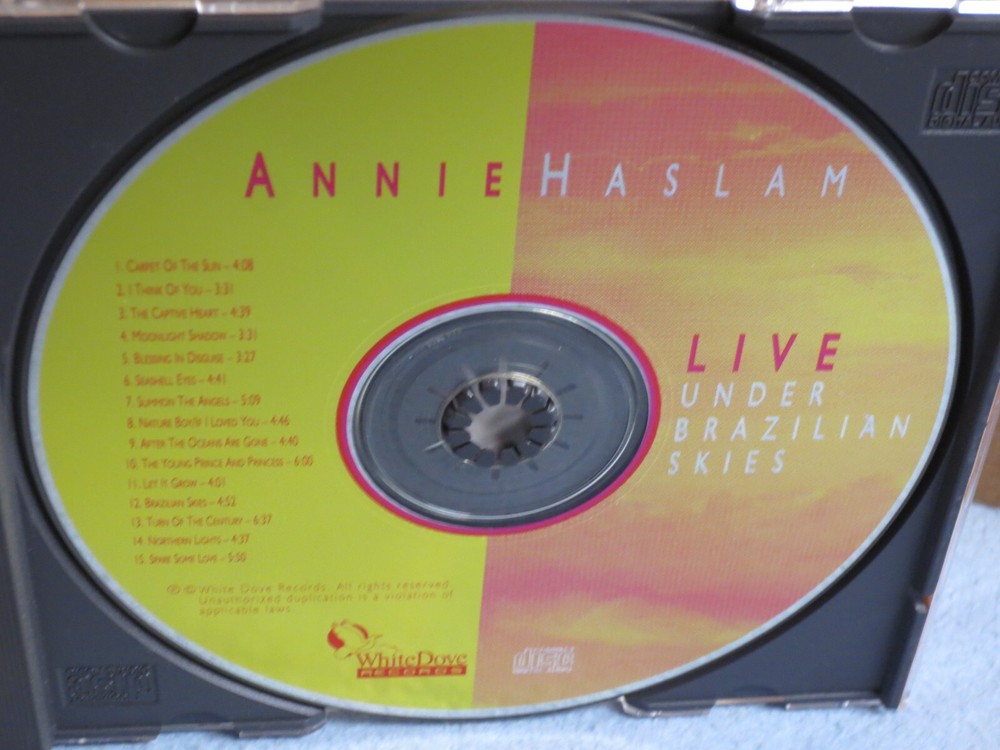 ANNIE HASLAM
1. CARPET OF THE SUN – 4:08
2. I THINK OF YOU – 3:31
3. THE CAPTIVE HEART – 4:39
4. MOONLIGHT SHADOW – 3:31
5. BLESSING IN DISGUISE – 3:27
6. SEASHELL EYES – 4:41
7. SUMMON THE ANGELS – 5:09
8. NATURE BOY/IF I LOVED YOU – 4:46
9. AFTER THE OCEANS ARE GONE – 4:40
10. THE YOUNG PRINCE AND PRINCESS – 6:00
11. LET IT GROW – 4:01
12. BRAZILIAN SKIES – 4:52
13. TURN OF THE CENTURY – 6:37
14. NORTHERN LIGHTS – 4:37
15. SPARE SOME LOVE – 5:50
LIVE
UNDER
BRAZILIAN
SKIES
℗ © White Dove Records. All rights reserved.
Unauthorized duplication is a violation of
applicable laws.
WhiteDove
RECORDS